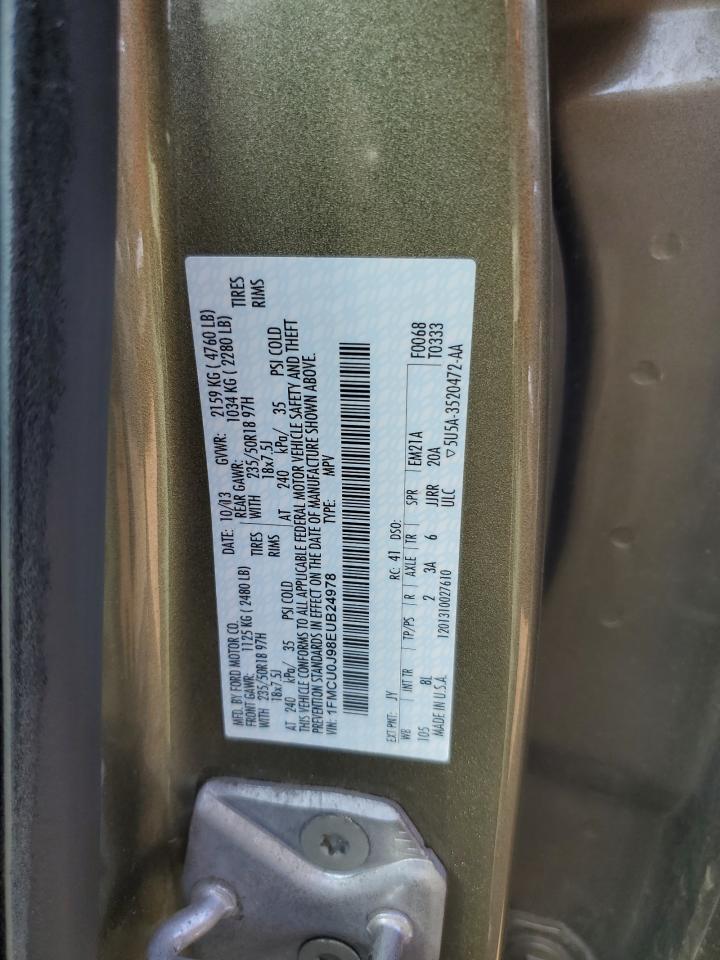 MFD. BY FORD MOTOR CO. DATE: 10/13 GVWR: 2159 KG ( 4760 LB)
FRONT GAWR: 1125 KG ( 2480 LB) REAR GAWR: 1034 KG ( 2280 LB)
WITH 235/50R18 97H TIRES WITH 235/50R18 97H TIRES
18x7.5J RIMS 18x7.5J RIMS
AT 240 kPa/ 35 PSI COLD AT 240 kPa/ 35 PSI COLD
THIS VEHICLE CONFORMS TO ALL APPLICABLE FEDERAL MOTOR VEHICLE SAFETY AND THEFT
PREVENTION STANDARDS IN EFFECT ON THE DATE OF MANUFACTURE SHOWN ABOVE.
VIN: 1FMCU0J98EUB24978 TYPE: MPV
EXT PNT: JY RC: 41 DSO: F0068
WB INT TR TP/PS R AXLE TR SPR EM21A T0333
105 8L 2 3A 6 JJRR 20A
MADE IN U.S.A. 1201310027610 ULC ▽5U5A-3520472-AA